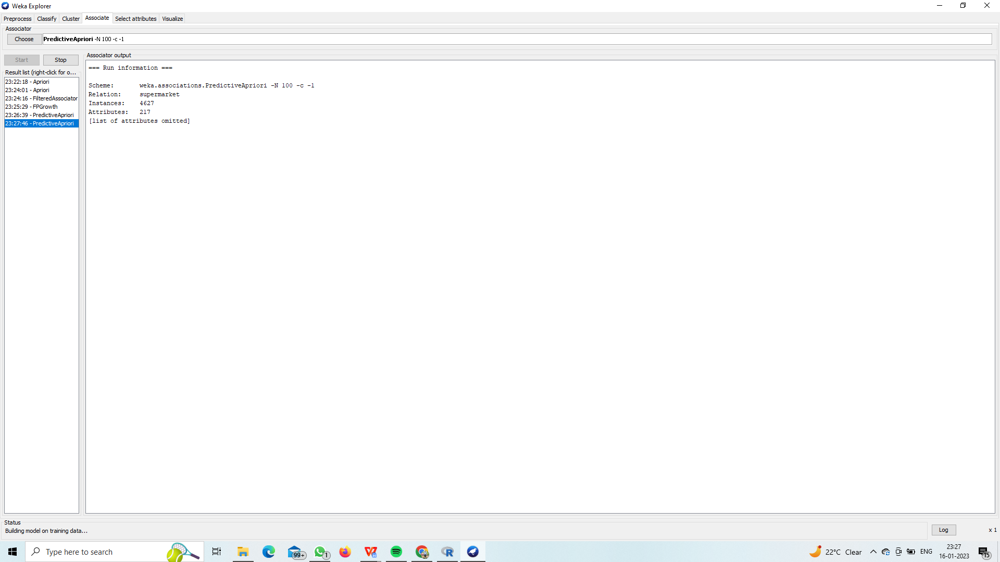 Weka Explorer
Preprocess Classify Cluster Associate Select attributes Visualize
Associator
Choose PredictiveApriori -N 100 -c -1
Start Stop
Result list (right-click for o...
23:22:18 - Apriori
23:24:01 - Apriori
23:24:16 - FilteredAssociator
23:25:29 - FPGrowth
23:26:39 - PredictiveApriori
23:27:46 - PredictiveApriori
Associator output
=== Run information ===
Scheme: weka.associations.PredictiveApriori -N 100 -c -1
Relation: supermarket
Instances: 4627
Attributes: 217
[list of attributes omitted]
Status
Building model on training data...
Log x 1
Type here to search
99+
1
R
22°C Clear
ENG
23:27
16-01-2023
15